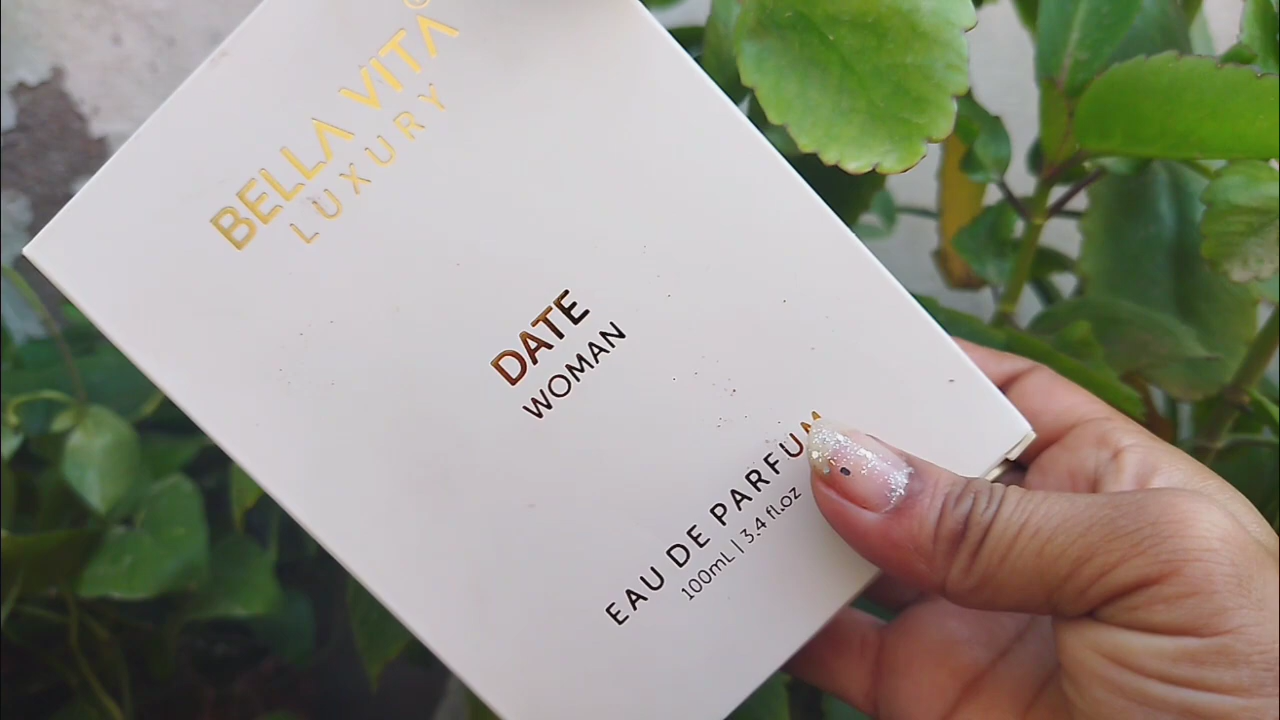 BELLA VITA
LUXURY
DATE
WOMAN
EAU DE PARFUM
100mL | 3.4 fl.oz